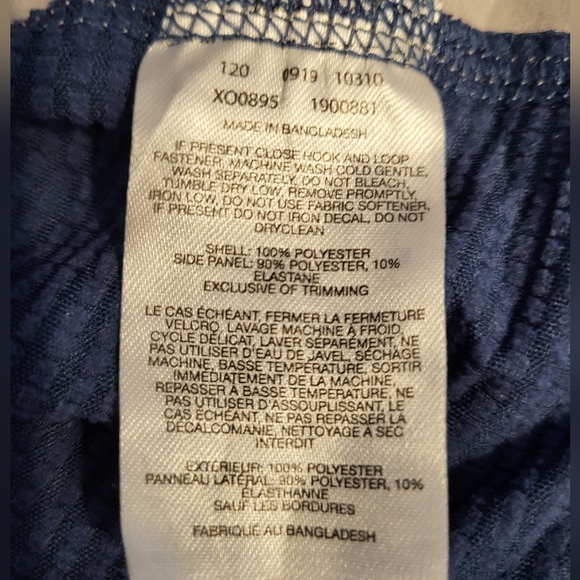 120 0919 10310
XO0895 1900881
MADE IN BANGLADESH
IF PRESENT CLOSE HOOK AND LOOP
FASTENER, MACHINE WASH COLD GENTLE,
WASH SEPARATELY, DO NOT BLEACH,
TUMBLE DRY LOW, REMOVE PROMPTLY,
IRON LOW, DO NOT USE FABRIC SOFTENER,
IF PRESENT DO NOT IRON DECAL, DO NOT
DRYCLEAN
SHELL: 100% POLYESTER
SIDE PANEL: 90% POLYESTER, 10%
ELASTANE
EXCLUSIVE OF TRIMMING
LE CAS ÉCHÉANT, FERMER LA FERMETURE
VELCRO, LAVAGE MACHINE À FROID,
CYCLE DÉLICAT, LAVER SÉPARÉMENT, NE
PAS UTILISER D'EAU DE JAVEL, SÉCHAGE
MACHINE, BASSE TEMPÉRATURE, SORTIR
IMMÉDIATEMENT DE LA MACHINE,
REPASSER À BASSE TEMPÉRATURE, NE
PAS UTILISER D'ASSOUPLISSANT, LE
CAS ÉCHÉANT, NE PAS REPASSER LA
DÉCALCOMANIE, NETTOYAGE À SEC
INTERDIT
EXTÉRIEUR: 100% POLYESTER
PANNEAU LATÉRAL: 90% POLYESTER, 10%
ÉLASTHANNE
SAUF LES BORDURES
FABRIQUÉ AU BANGLADESH